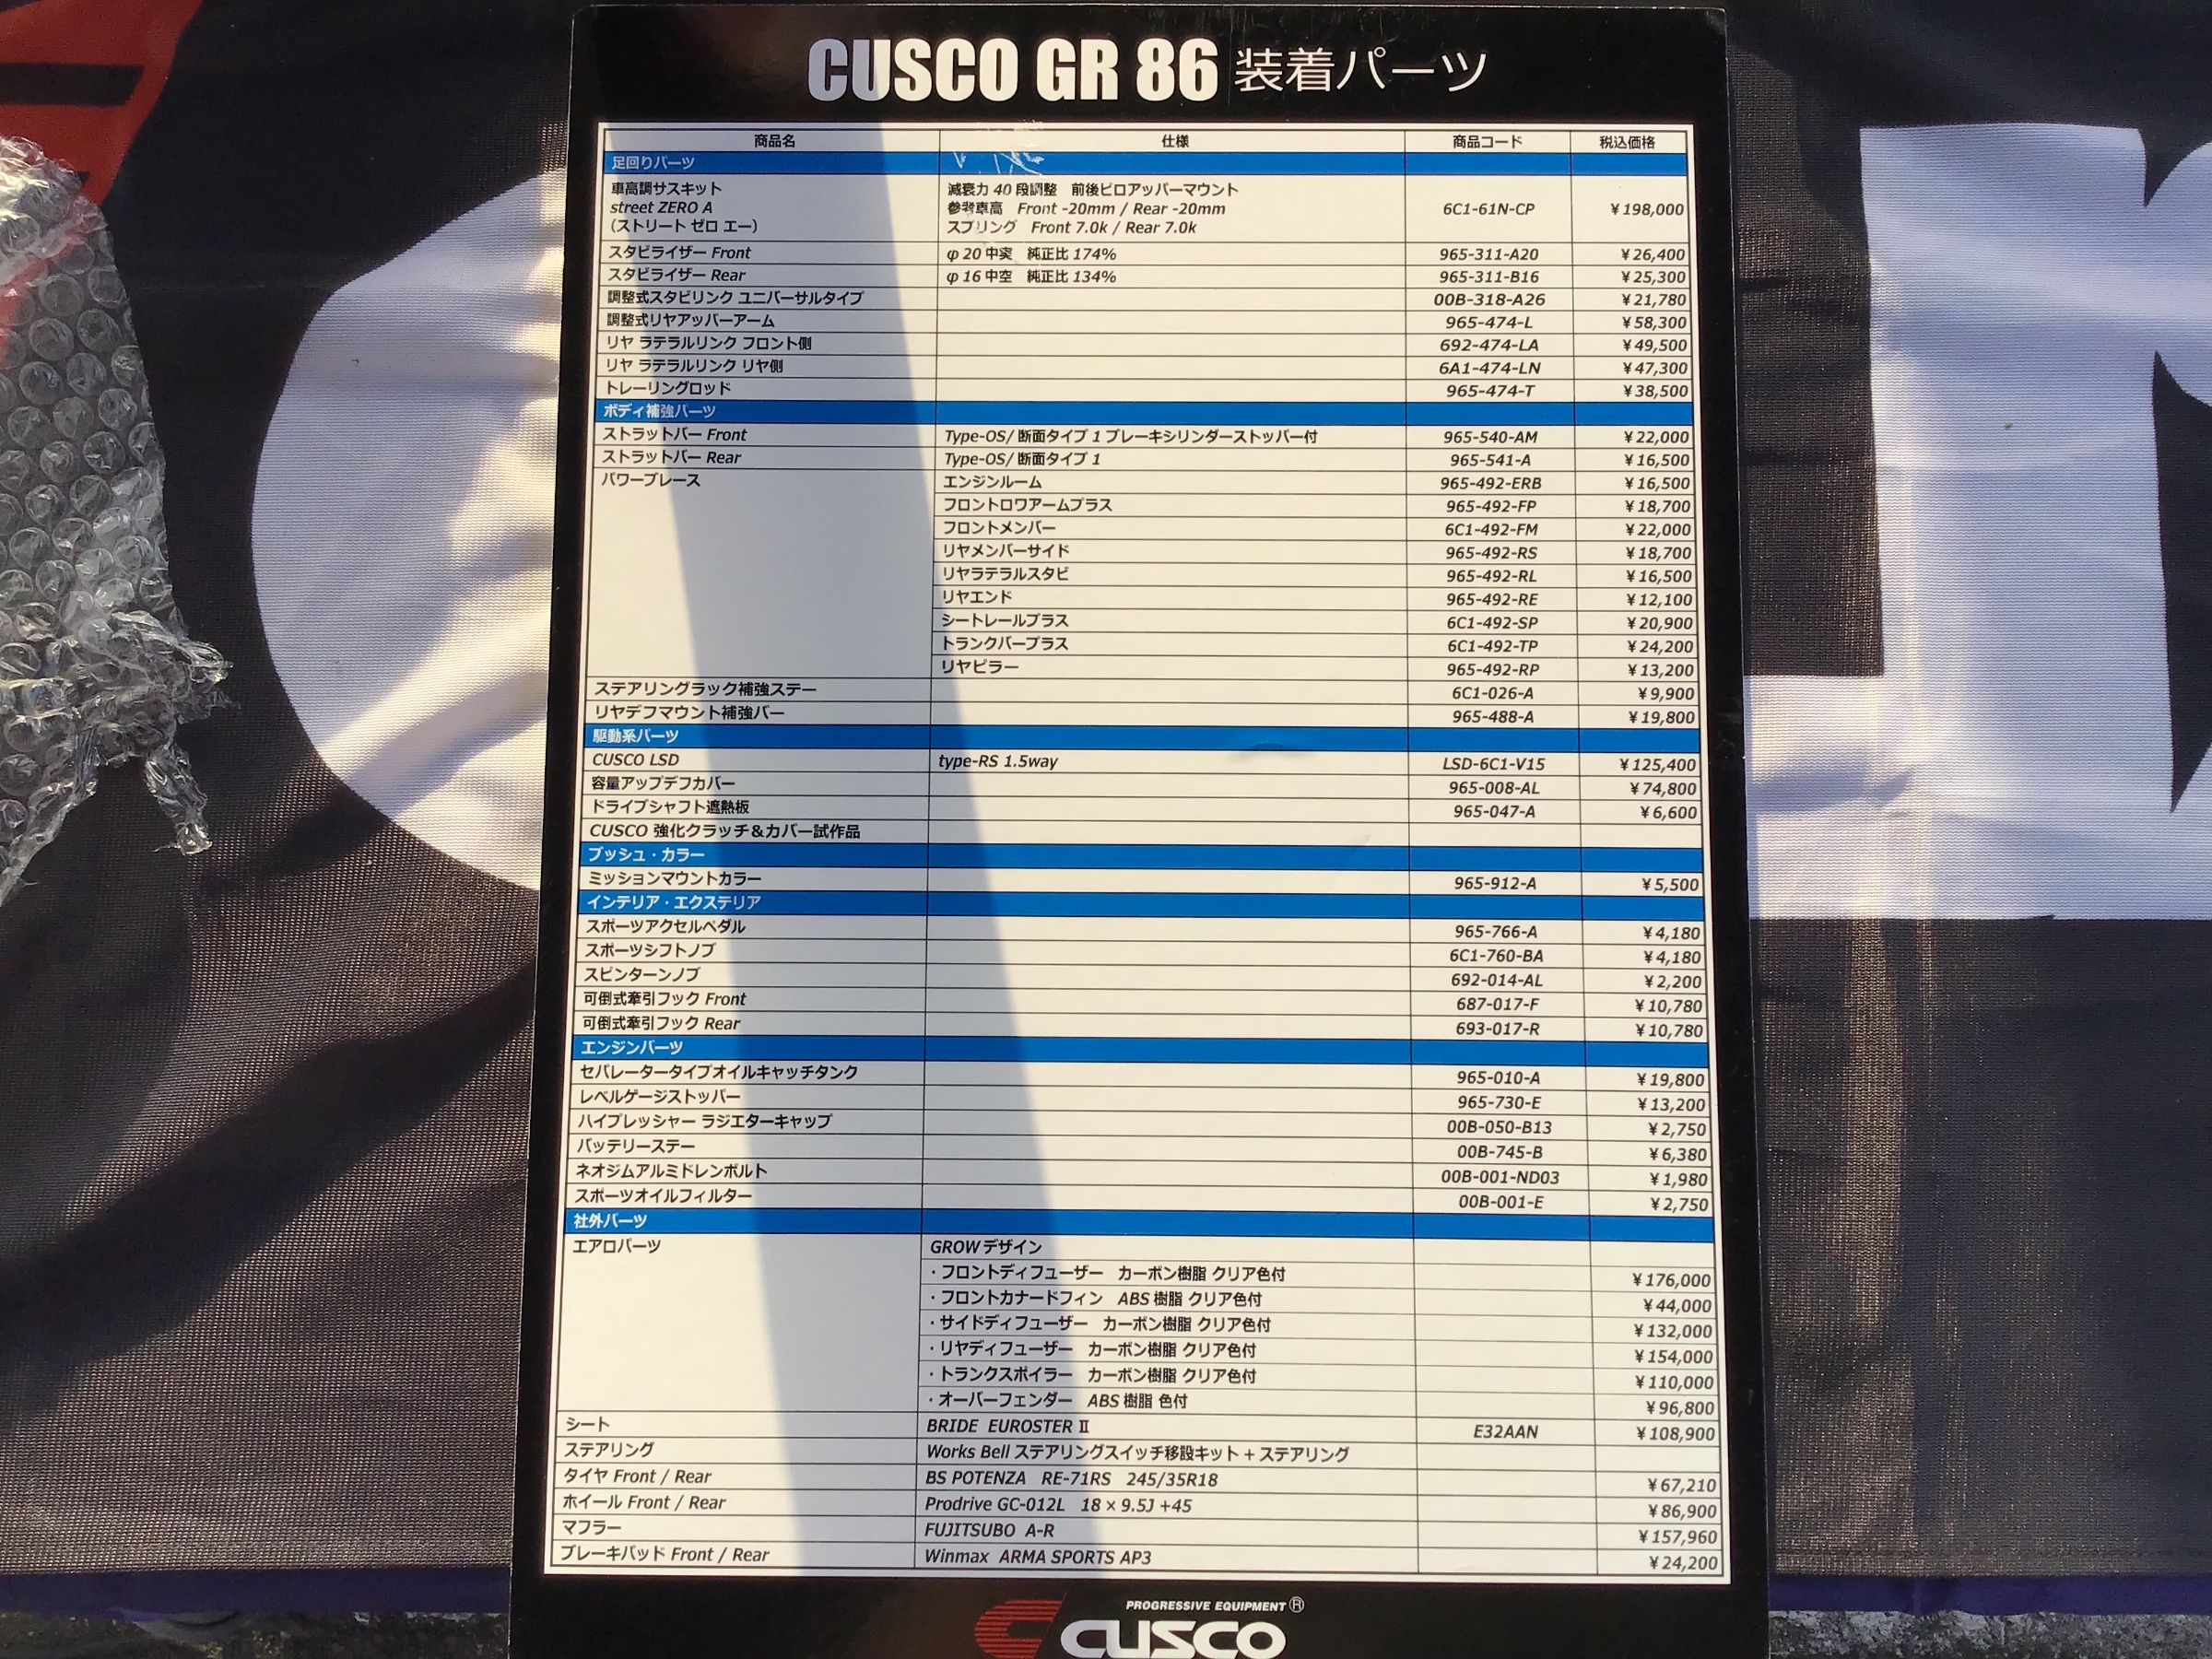 CUSCO GR 86 装着パーツ
商品名 仕様 商品コード 税込価格
足回りパーツ
車高調サスキット 減衰力 40 段調整 前後ピロアッパーマウント
street ZERO A 参考車高 Front -20mm / Rear -20mm 6C1-61N-CP ¥198,000
（ストリート ゼロ エー） スプリング Front 7.0k / Rear 7.0k
スタビライザー Front φ 20 中実 純正比 174% 965-311-A20 ¥26,400
スタビライザー Rear φ 16 中空 純正比 134% 965-311-B16 ¥25,300
調整式スタビリンク ユニバーサルタイプ 00B-318-A26 ¥21,780
調整式リヤアッパーアーム 965-474-L ¥58,300
リヤ ラテラルリンク フロント側 692-474-LA ¥49,500
リヤ ラテラルリンク リヤ側 6A1-474-LN ¥47,300
トレーリングロッド 965-474-T ¥38,500
ボディ補強パーツ
ストラットバー Front Type-OS/ 断面タイプ 1 ブレーキシリンダーストッパー付 965-540-AM ¥22,000
ストラットバー Rear Type-OS/ 断面タイプ 1 965-541-A ¥16,500
パワーブレース エンジンルーム 965-492-ERB ¥16,500
フロントロワアームプラス 965-492-FP ¥18,700
フロントメンバー 6C1-492-FM ¥22,000
リヤメンバーサイド 965-492-RS ¥18,700
リヤラテラルスタビ 965-492-RL ¥16,500
リヤエンド 965-492-RE ¥12,100
シートレールプラス 6C1-492-SP ¥20,900
トランクバープラス 6C1-492-TP ¥24,200
リヤピラー 965-492-RP ¥13,200
ステアリングラック補強ステー 6C1-026-A ¥9,900
リヤデフマウント補強バー 965-488-A ¥19,800
駆動系パーツ
CUSCO LSD type-RS 1.5way LSD-6C1-V15 ¥125,400
容量アップデフカバー 965-008-AL ¥74,800
ドライブシャフト遮熱板 965-047-A ¥6,600
CUSCO 強化クラッチ＆カバー試作品
ブッシュ・カラー
ミッションマウントカラー 965-912-A ¥5,500
インテリア・エクステリア
スポーツアクセルペダル 965-766-A ¥4,180
スポーツシフトノブ 6C1-760-BA ¥4,180
スピンターンノブ 692-014-AL ¥2,200
可倒式牽引フック Front 687-017-F ¥10,780
可倒式牽引フック Rear 693-017-R ¥10,780
エンジンパーツ
セパレータータイプオイルキャッチタンク 965-010-A ¥19,800
レベルゲージストッパー 965-730-E ¥13,200
ハイプレッシャー ラジエターキャップ 00B-050-B13 ¥2,750
バッテリーステー 00B-745-B ¥6,380
ネオジムアルミドレンボルト 00B-001-ND03 ¥1,980
スポーツオイルフィルター 00B-001-E ¥2,750
社外パーツ
エアロパーツ GROW デザイン
・フロントディフューザー カーボン樹脂 クリア色付 ¥176,000
・フロントカナードフィン ABS 樹脂 クリア色付 ¥44,000
・サイドディフューザー カーボン樹脂 クリア色付 ¥132,000
・リヤディフューザー カーボン樹脂 クリア色付 ¥154,000
・トランクスポイラー カーボン樹脂 クリア色付 ¥110,000
・オーバーフェンダー ABS 樹脂 色付 ¥96,800
シート BRIDE EUROSTER Ⅱ E32AAN ¥108,900
ステアリング Works Bell ステアリングスイッチ移設キット + ステアリング
タイヤ Front / Rear BS POTENZA RE-71RS 245/35R18 ¥67,210
ホイール Front / Rear Prodrive GC-012L 18 × 9.5J +45 ¥86,900
マフラー FUJITSUBO A-R ¥157,960
ブレーキパッド Front / Rear Winmax ARMA SPORTS AP3 ¥24,200
PROGRESSIVE EQUIPMENT ®
CUSCO